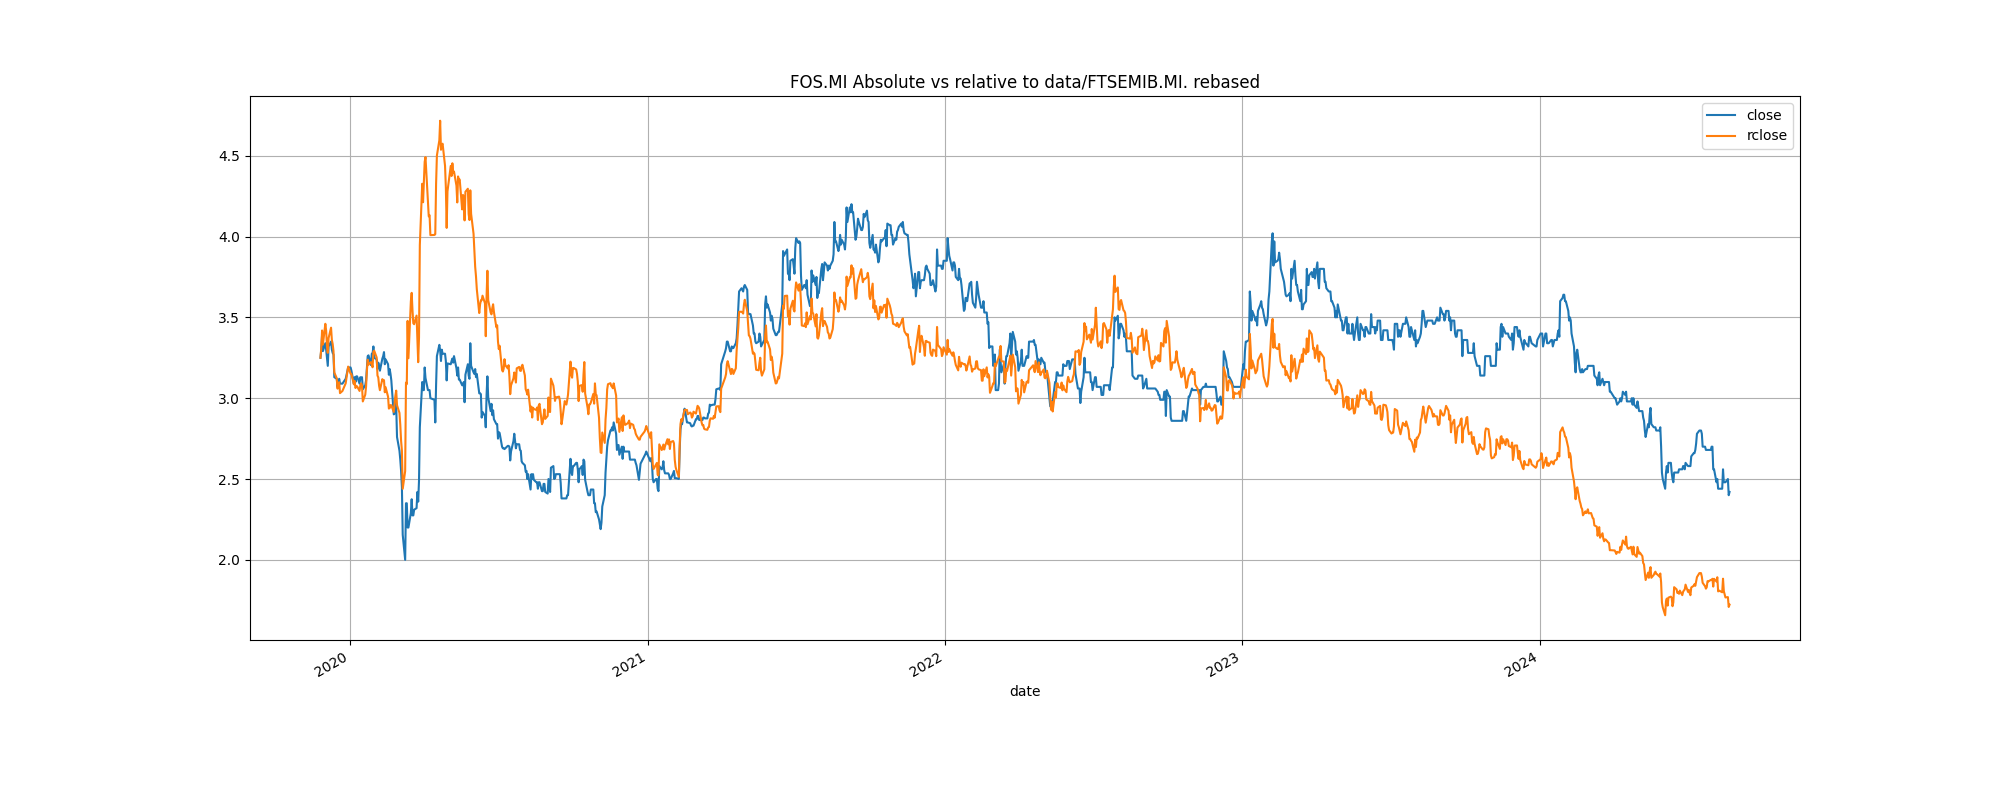 FOS.MI Absolute vs relative to data/FTSEMIB.MI. rebased
close
rclose
4.5
4.0
3.5
3.0
2.5
2.0
2020
2021
2022
2023
2024
date